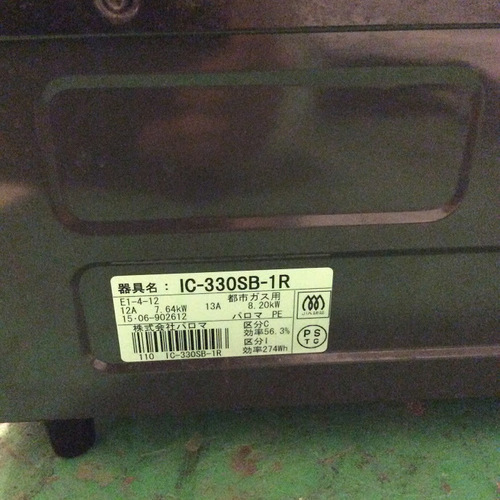 器具名： IC-330SB-1R
E1-4-12 都市ガス用
12A 7.64kW 13A 8.20kW
15·06-902612 パロマ PE
株式会社パロマ 区分C
効率56.3%
区分I
110 IC-330SB-1R 効率274Wh
PS
TG